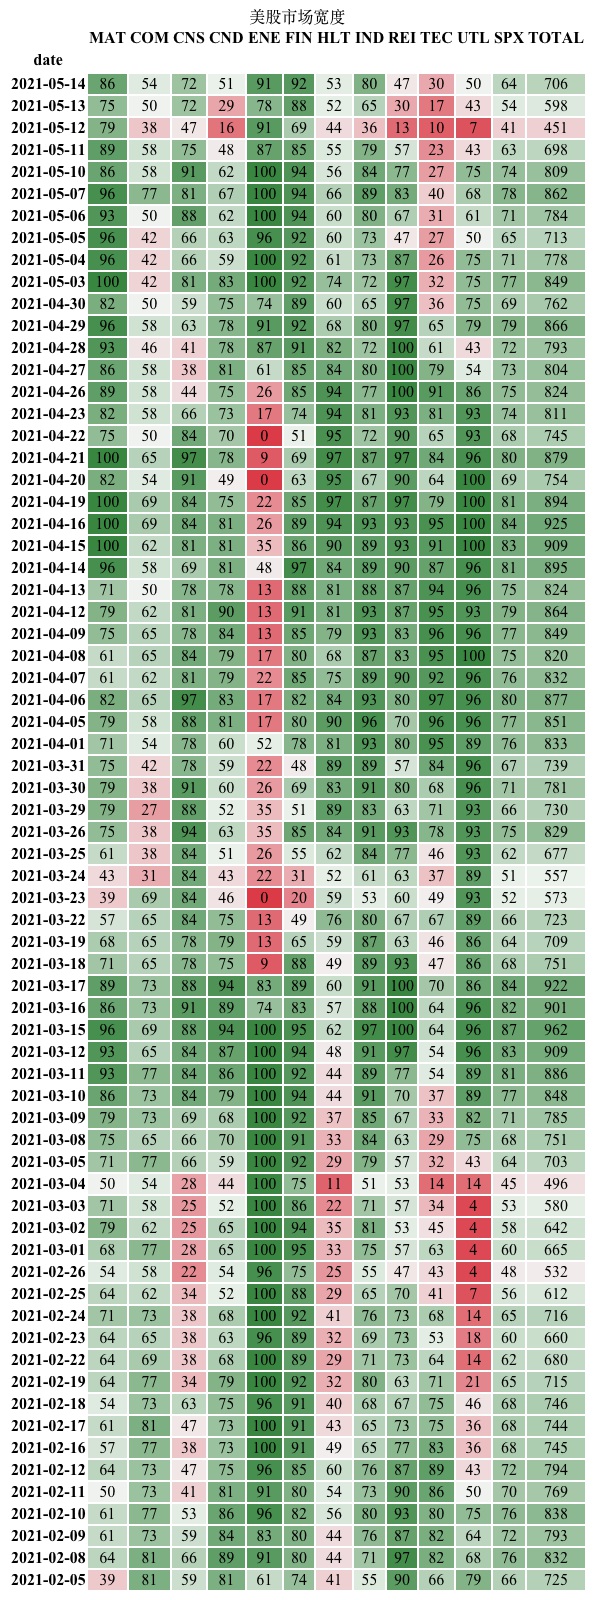 美股市场宽度
MAT COM CNS CND ENE FIN HLT IND REI TEC UTL SPX TOTAL
date
2021-05-14 86 54 72 51 91 92 53 80 47 30 50 64 706
2021-05-13 75 50 72 29 78 88 52 65 30 17 43 54 598
2021-05-12 79 38 47 16 91 69 44 36 13 10 7 41 451
2021-05-11 89 58 75 48 87 85 55 79 57 23 43 63 698
2021-05-10 86 58 91 62 100 94 56 84 77 27 75 74 809
2021-05-07 96 77 81 67 100 94 66 89 83 40 68 78 862
2021-05-06 93 50 88 62 100 94 60 80 67 31 61 71 784
2021-05-05 96 42 66 63 96 92 60 73 47 27 50 65 713
2021-05-04 96 42 66 59 100 92 61 73 87 26 75 71 778
2021-05-03 100 42 81 83 100 92 74 72 97 32 75 77 849
2021-04-30 82 50 59 75 74 89 60 65 97 36 75 69 762
2021-04-29 96 58 63 78 91 92 68 80 97 65 79 79 866
2021-04-28 93 46 41 78 87 91 82 72 100 61 43 72 793
2021-04-27 86 58 38 81 61 85 84 80 100 79 54 73 804
2021-04-26 89 58 44 75 26 85 94 77 100 91 86 75 824
2021-04-23 82 58 66 73 17 74 94 81 93 81 93 74 811
2021-04-22 75 50 84 70 0 51 95 72 90 65 93 68 745
2021-04-21 100 65 97 78 9 69 97 87 97 84 96 80 879
2021-04-20 82 54 91 49 0 63 95 67 90 64 100 69 754
2021-04-19 100 69 84 75 22 85 97 87 97 79 100 81 894
2021-04-16 100 69 84 81 26 89 94 93 93 95 100 84 925
2021-04-15 100 62 81 81 35 86 90 89 93 91 100 83 909
2021-04-14 96 58 69 81 48 97 84 89 90 87 96 81 895
2021-04-13 71 50 78 78 13 88 81 88 87 94 96 75 824
2021-04-12 79 62 81 90 13 91 81 93 87 95 93 79 864
2021-04-09 75 65 78 84 13 85 79 93 83 96 96 77 849
2021-04-08 61 65 84 79 17 80 68 87 83 95 100 75 820
2021-04-07 61 62 81 79 22 85 75 89 90 92 96 76 832
2021-04-06 82 65 97 83 17 82 84 93 80 97 96 80 877
2021-04-05 79 58 88 81 17 80 90 96 70 96 96 77 851
2021-04-01 71 54 78 60 52 78 81 93 80 95 89 76 833
2021-03-31 75 42 78 59 22 48 89 89 57 84 96 67 739
2021-03-30 79 38 91 60 26 69 83 91 80 68 96 71 781
2021-03-29 79 27 88 52 35 51 89 83 63 71 93 66 730
2021-03-26 75 38 94 63 35 85 84 91 93 78 93 75 829
2021-03-25 61 38 84 51 26 55 62 84 77 46 93 62 677
2021-03-24 43 31 84 43 22 31 52 61 63 37 89 51 557
2021-03-23 39 69 84 46 0 20 59 53 60 49 93 52 573
2021-03-22 57 65 84 75 13 49 76 80 67 67 89 66 723
2021-03-19 68 65 78 79 13 65 59 87 63 46 86 64 709
2021-03-18 71 65 78 75 9 88 49 89 93 47 86 68 751
2021-03-17 89 73 88 94 83 89 60 91 100 70 86 84 922
2021-03-16 86 73 91 89 74 83 57 88 100 64 96 82 901
2021-03-15 96 69 88 94 100 95 62 97 100 64 96 87 962
2021-03-12 93 65 84 87 100 94 48 91 97 54 96 83 909
2021-03-11 93 77 84 86 100 92 44 89 77 54 89 81 886
2021-03-10 86 73 84 79 100 94 44 91 70 37 89 77 848
2021-03-09 79 73 69 68 100 92 37 85 67 33 82 71 785
2021-03-08 75 65 66 70 100 91 33 84 63 29 75 68 751
2021-03-05 71 77 66 59 100 92 29 79 57 32 43 64 703
2021-03-04 50 54 28 44 100 75 11 51 53 14 14 45 496
2021-03-03 71 58 25 52 100 86 22 71 57 34 4 53 580
2021-03-02 79 62 25 65 100 94 35 81 53 45 4 58 642
2021-03-01 68 77 28 65 100 95 33 75 57 63 4 60 665
2021-02-26 54 58 22 54 96 75 25 55 47 43 4 48 532
2021-02-25 64 62 34 52 100 88 29 65 70 41 7 56 612
2021-02-24 71 73 38 68 100 92 41 76 73 68 14 65 716
2021-02-23 64 65 38 63 96 89 32 69 73 53 18 60 660
2021-02-22 64 69 38 68 100 89 29 71 73 64 14 62 680
2021-02-19 64 77 34 79 100 92 32 80 63 71 21 65 715
2021-02-18 54 73 63 75 96 91 40 68 67 75 46 68 746
2021-02-17 61 81 47 73 100 91 43 65 73 75 36 68 744
2021-02-16 57 77 38 73 100 91 49 65 77 83 36 68 745
2021-02-12 64 73 47 75 96 85 60 76 87 89 43 72 794
2021-02-11 50 73 41 81 91 80 54 73 90 86 50 70 769
2021-02-10 61 77 53 86 96 82 56 80 93 80 75 76 838
2021-02-09 61 73 59 84 83 80 44 76 87 82 64 72 793
2021-02-08 64 81 66 89 91 80 44 71 97 82 68 76 832
2021-02-05 39 81 59 81 61 74 41 55 90 66 79 66 725